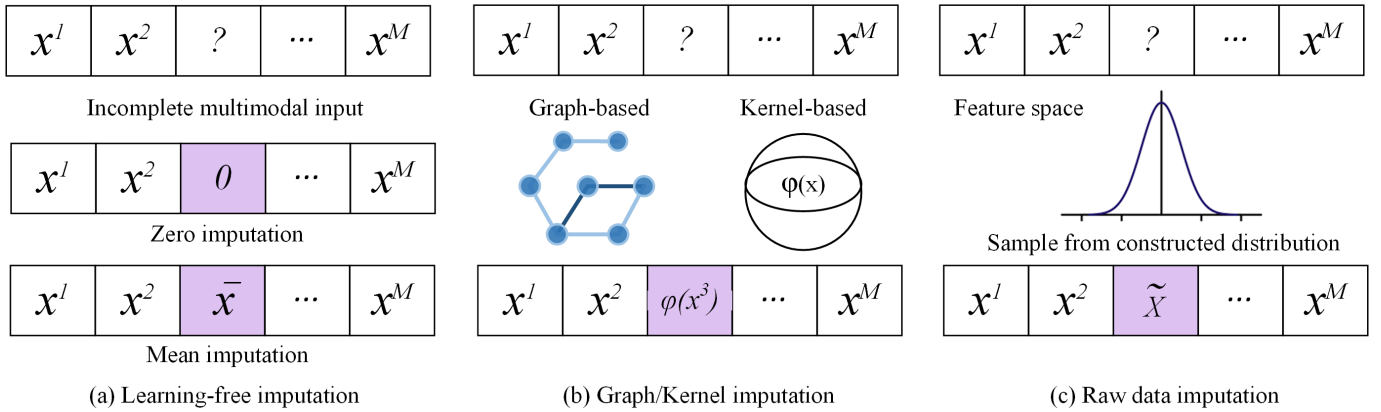 x¹ x² ? ... xᴹ
Incomplete multimodal input
x¹ x² 0 ... xᴹ
Zero imputation
x¹ x² x̄ ... xᴹ
Mean imputation
(a) Learning-free imputation
x¹ x² ? ... xᴹ
Graph-based
Kernel-based
φ(x)
x¹ x² φ(x³) ... xᴹ
(b) Graph/Kernel imputation
x¹ x² ? ... xᴹ
Feature space
Sample from constructed distribution
x¹ x² x̃ ... xᴹ
(c) Raw data imputation